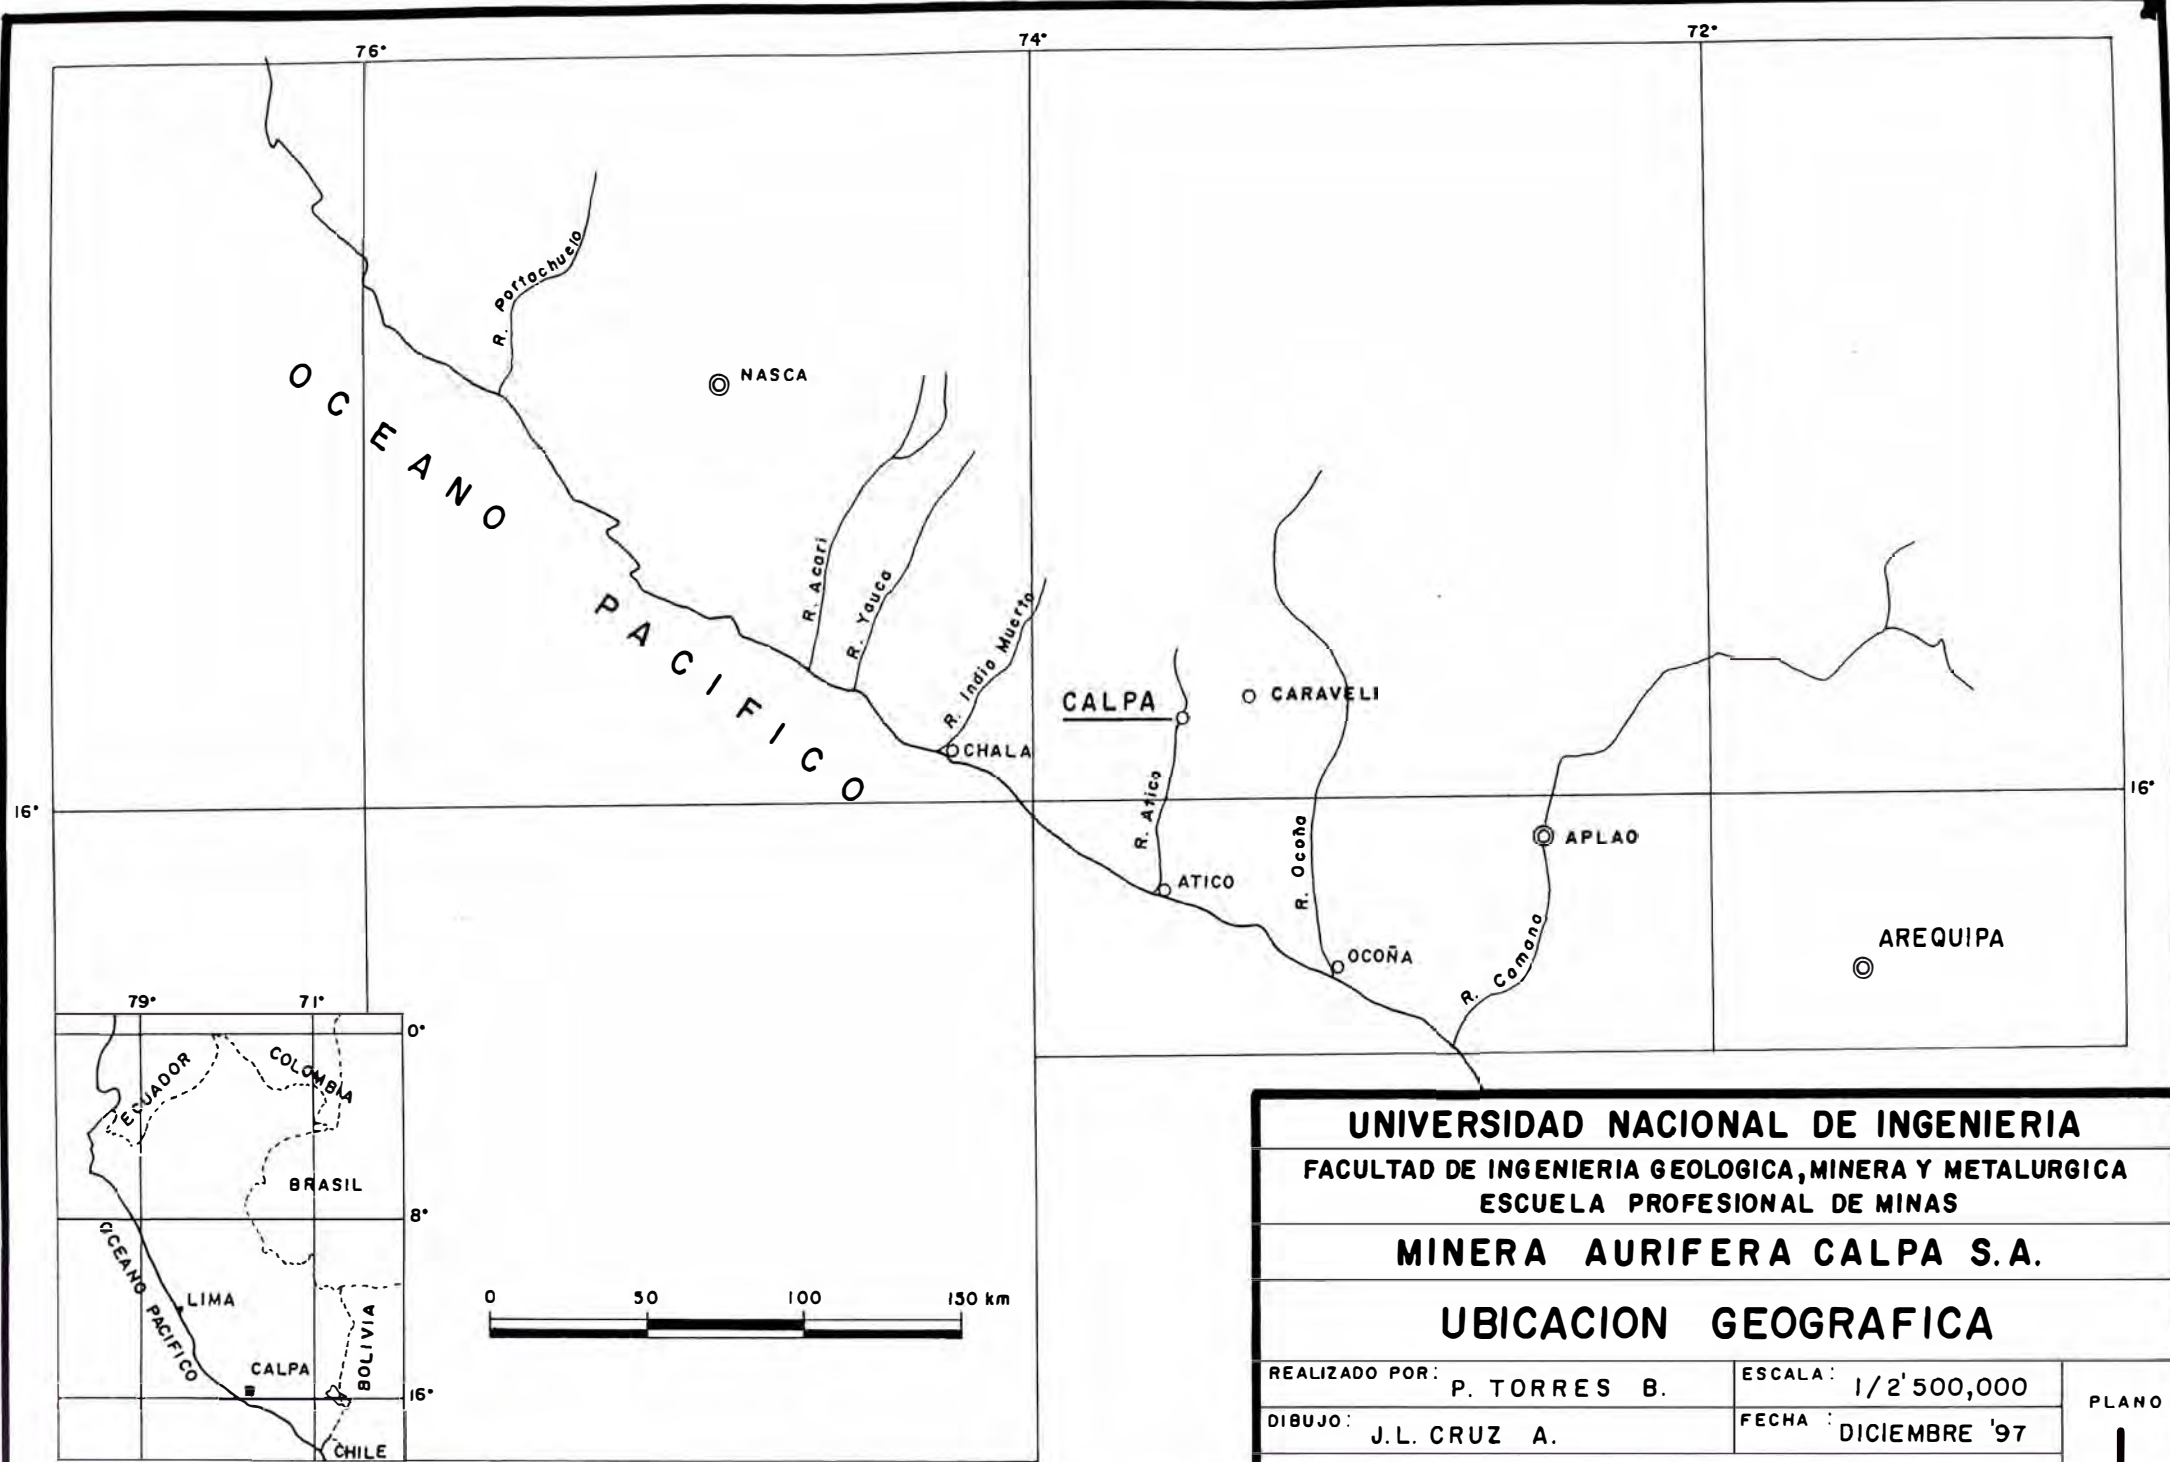 76°
74°
72°
R. Portachuelo
NASCA
OCEANO
PACIFICO
R. Acari
R. Yauca
R. Indio Muerto
CHALA
CALPA
CARAVELI
16°
16°
R. Atico
ATICO
R. Ocoña
OCOÑA
APLAO
R. Camana
AREQUIPA
79°
71°
0°
ECUADOR
COLOMBIA
BRASIL
8°
OCEANO PACIFICO
LIMA
CALPA
BOLIVIA
16°
CHILE
0 50 100 150 km
UNIVERSIDAD NACIONAL DE INGENIERIA
FACULTAD DE INGENIERIA GEOLOGICA, MINERA Y METALURGICA
ESCUELA PROFESIONAL DE MINAS
MINERA AURIFERA CALPA S.A.
UBICACION GEOGRAFICA
REALIZADO POR: P. TORRES B.
ESCALA: 1/2'500,000
DIBUJO: J.L. CRUZ A.
FECHA: DICIEMBRE '97
PLANO
1